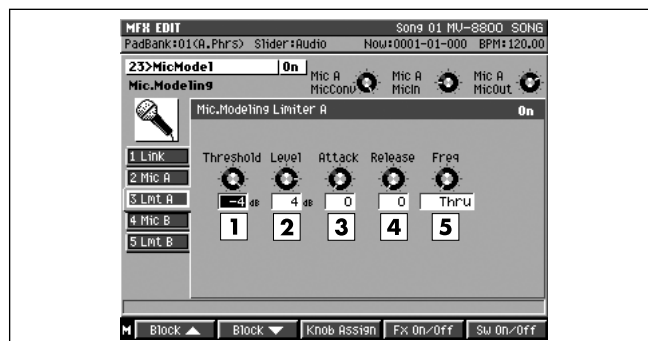 MFX EDIT Song 01 MV-8800 SONG
PadBank:01(A.Phrs) Slider:Audio Now:0001-01-000 BPM:120.00
23>MicModel On
Mic.Modeling
Mic A MicConv Mic A MicIn Mic A MicOut
Mic.Modeling Limiter A On
1 Link
2 Mic A
3 Lmt A
4 Mic B
5 Lmt B
Threshold Level Attack Release Freq
-4 dB 4 dB 0 0 Thru
1 2 3 4 5
M Block ▲ Block ▼ Knob Assign Fx On/Off Sw On/Off